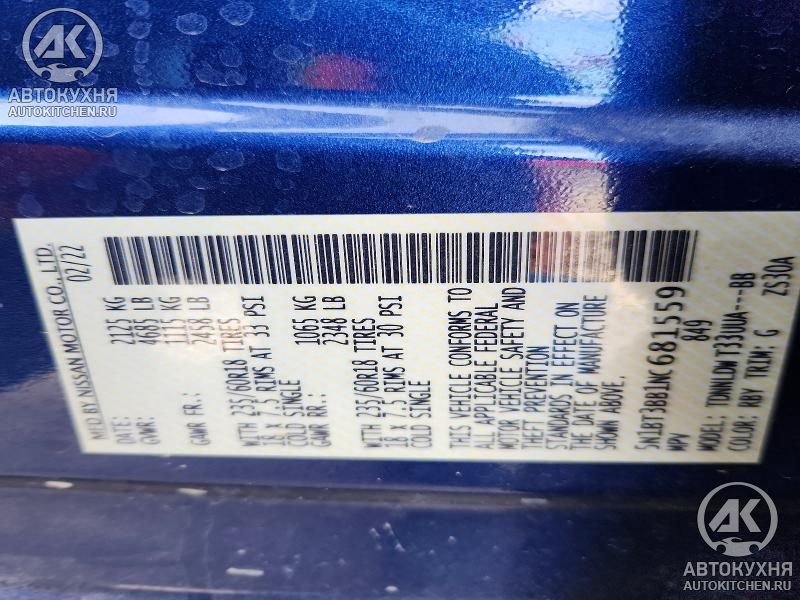 AK
АВТОКУХНЯ
AUTOKITCHEN.RU
MFD BY NISSAN MOTOR CO., LTD.
DATE: 02/22
GVWR: 2125 KG
4685 LB
GAWR FR.: 1115 KG
2458 LB
WITH 235/60R18 TIRES
18 x 7.5 RIMS AT 33 PSI
COLD SINGLE
GAWR RR.: 1065 KG
2348 LB
WITH 235/60R18 TIRES
18 x 7.5 RIMS AT 30 PSI
COLD SINGLE
THIS VEHICLE CONFORMS TO
ALL APPLICABLE FEDERAL
MOTOR VEHICLE SAFETY AND
THEFT PREVENTION
STANDARDS IN EFFECT ON
THE DATE OF MANUFACTURE
SHOWN ABOVE.
5N1BT3BB1NC681559
MPV 849
MODEL: TDNNLDWT33UUA---BB
COLOR: RBY TRIM: G ZS30A
AK
АВТОКУХНЯ
AUTOKITCHEN.RU